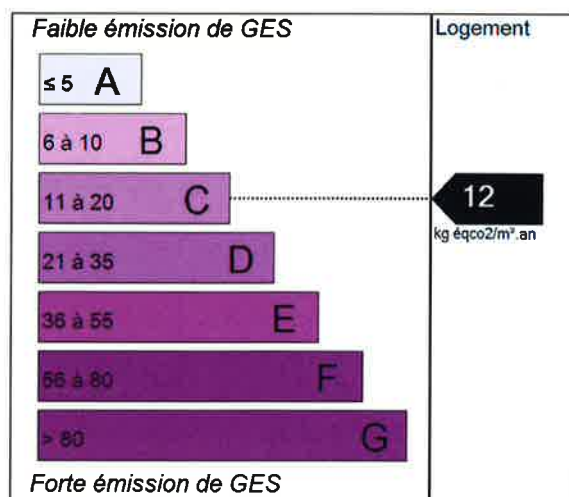 Faible émission de GES
Logement
≤ 5 A
6 à 10 B
11 à 20 C
12
kg éqco2/m².an
21 à 35 D
36 à 55 E
56 à 80 F
> 80 G
Forte émission de GES